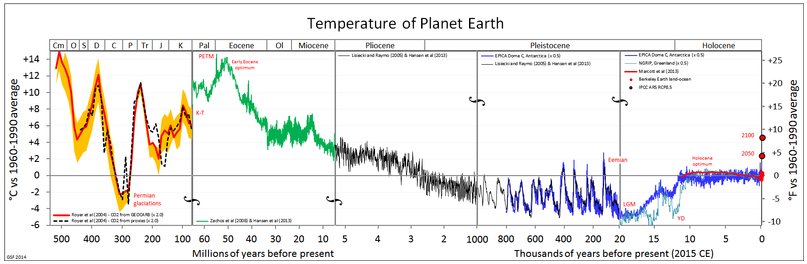 Temperature of Planet Earth
Cm O S D C P Tr J K Pal Eocene Ol Miocene Pliocene Pleistocene Holocene
+14
+12
+10
+8
+6
+4
+2
0
-2
-4
-6
°C vs 1960-1990 average
PETM
Early Eocene
optimum
K-T
Permian
glaciations
Royer et al (2004) - CO2 from GEOCARB (x 2.0)
Royer et al (2004) - CO2 from proxies (x 2.0)
Zachos et al (2008) & Hansen et al (2013)
Lisiecki and Raymo (2005) & Hansen et al (2013)
EPICA Dome C, Antarctica (x 0.5)
Lisiecki and Raymo (2005) & Hansen et al (2013)
Eemian
EPICA Dome C, Antarctica (x 0.5)
NGRIP, Greenland (x 0.5)
Marcott et al (2013)
Berkeley Earth land-ocean
IPCC AR5 RCP8.5
2100
2050
Holocene
optimum
LGM
YD
+25
+20
+15
+10
+5
0
-5
-10
°F vs 1960-1990 average
500 400 300 200 100 60 50 40 30 20 10 5 4 3 2 1000 800 600 400 200 20 15 10 5 0
Millions of years before present
Thousands of years before present (2015 CE)
GSF 2014